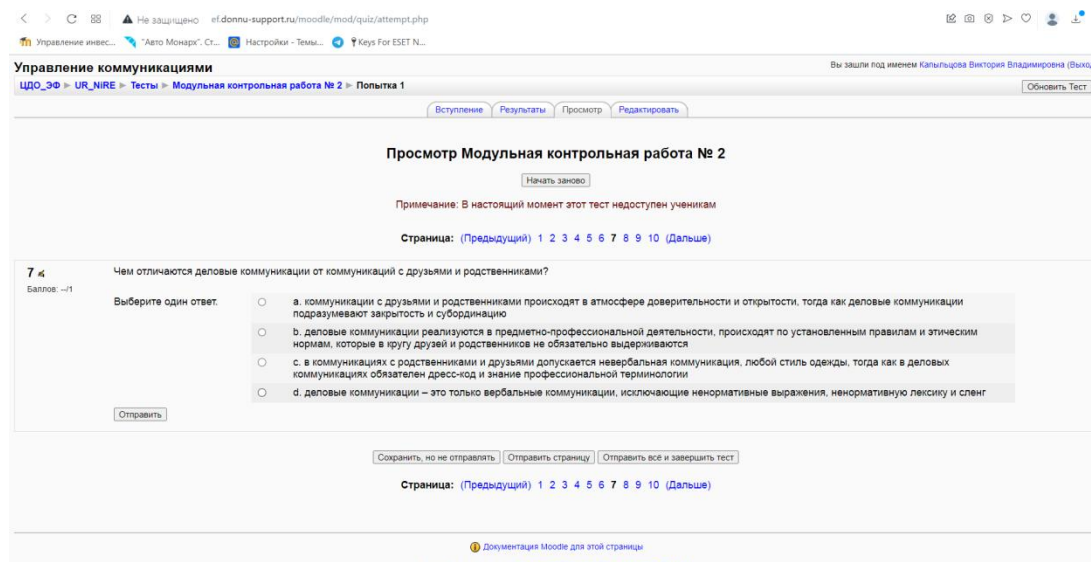 Не защищено ef.donnu-support.ru/moodle/mod/quiz/attempt.php
Управление инвес... "Авто Монарх". Ст... Настройки - Темы... Keys For ESET N...
Управление коммуникациями
Вы зашли под именем Капыльцова Виктория Владимировна (Выхо
ЦДО_ЭФ ► UR_NiRE ► Тесты ► Модульная контрольная работа № 2 ► Попытка 1
Обновить Тест
Вступление Результаты Просмотр Редактировать
Просмотр Модульная контрольная работа № 2
Начать заново
Примечание: В настоящий момент этот тест недоступен ученикам
Страница: (Предыдущий) 1 2 3 4 5 6 7 8 9 10 (Дальше)
7
Баллов: --/1
Чем отличаются деловые коммуникации от коммуникаций с друзьями и родственниками?
Выберите один ответ.
a. коммуникации с друзьями и родственниками происходят в атмосфере доверительности и открытости, тогда как деловые коммуникации
подразумевают закрытость и субординацию
b. деловые коммуникации реализуются в предметно-профессиональной деятельности, происходят по установленным правилам и этическим
нормам, которые в кругу друзей и родственников не обязательно выдерживаются
c. в коммуникациях с родственниками и друзьями допускается невербальная коммуникация, любой стиль одежды, тогда как в деловых
коммуникациях обязателен дресс-код и знание профессиональной терминологии
d. деловые коммуникации – это только вербальные коммуникации, исключающие ненормативные выражения, ненормативную лексику и сленг
Отправить
Сохранить, но не отправлять Отправить страницу Отправить всё и завершить тест
Страница: (Предыдущий) 1 2 3 4 5 6 7 8 9 10 (Дальше)
Документация Moodle для этой страницы